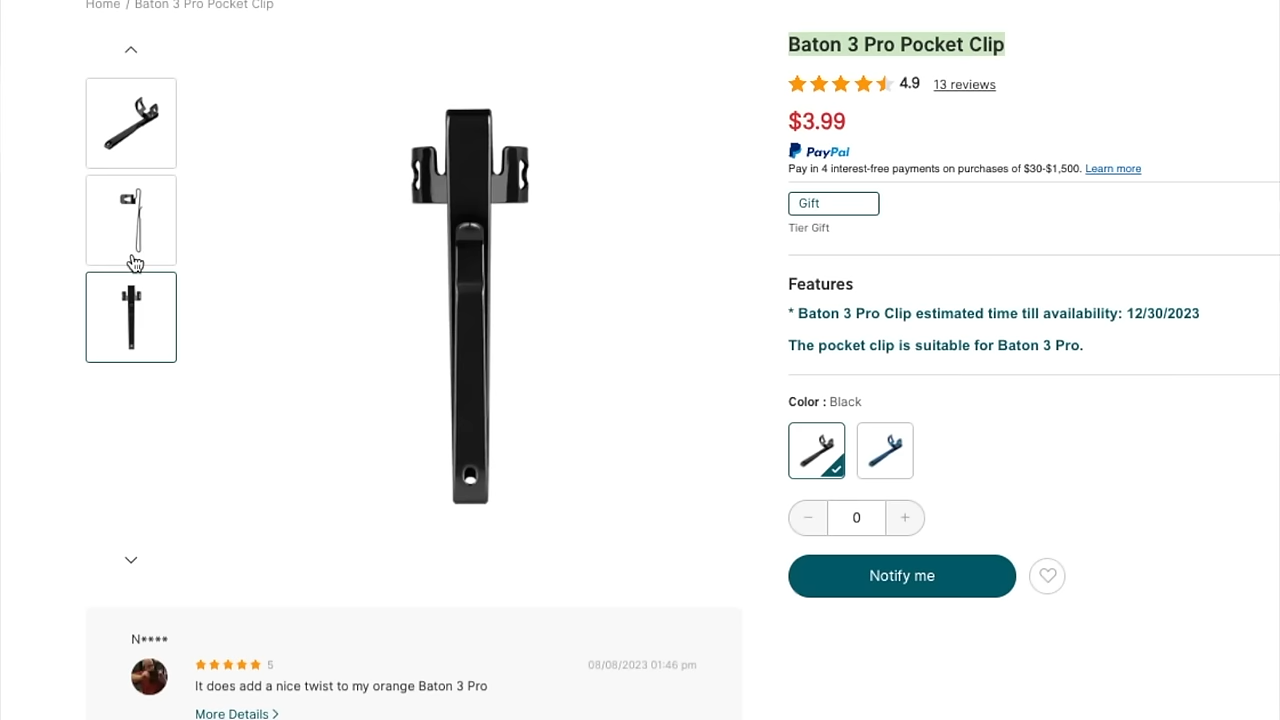 Home / Baton 3 Pro Pocket Clip
Baton 3 Pro Pocket Clip
4.9 13 reviews
$3.99
PayPal
Pay in 4 interest-free payments on purchases of $30-$1,500. Learn more
Gift
Tier Gift
Features
* Baton 3 Pro Clip estimated time till availability: 12/30/2023
The pocket clip is suitable for Baton 3 Pro.
Color : Black
− 0 +
Notify me
N****
5 08/08/2023 01:46 pm
It does add a nice twist to my orange Baton 3 Pro
More Details >